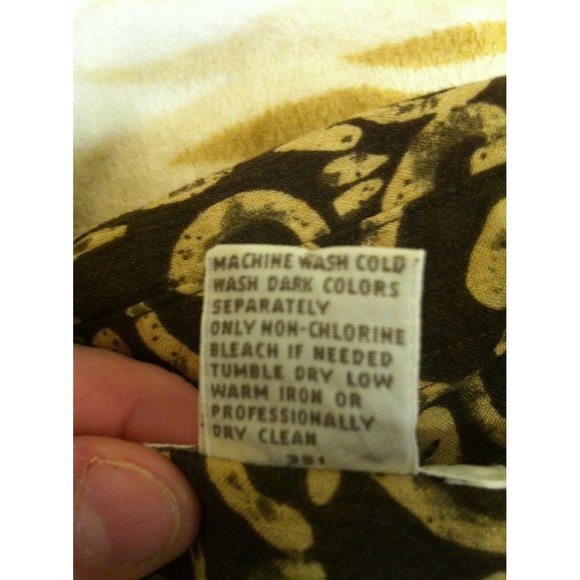 MACHINE WASH COLD
WASH DARK COLORS
SEPARATELY
ONLY NON-CHLORINE
BLEACH IF NEEDED
TUMBLE DRY LOW
WARM IRON OR
PROFESSIONALLY
DRY CLEAN
351